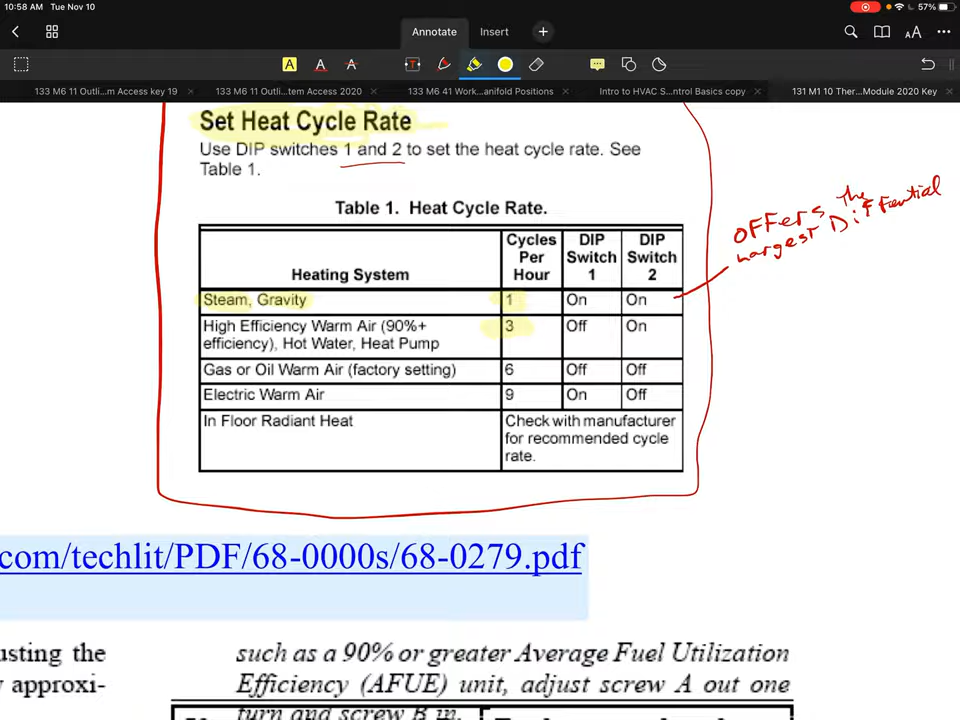 10:58 AM Tue Nov 10
57%
Annotate
Insert
133 M6 11 Outli...m Access key 19
133 M6 11 Outli...tem Access 2020
133 M6 41 Work...anifold Positions
Intro to HVAC S...ntrol Basics copy
131 M1 10 Ther...Module 2020 Key
Set Heat Cycle Rate
Use DIP switches 1 and 2 to set the heat cycle rate. See
Table 1.
Table 1. Heat Cycle Rate.
Heating System
Cycles
Per
Hour
DIP
Switch
1
DIP
Switch
2
Steam, Gravity 1 On On
High Efficiency Warm Air (90%+
efficiency), Hot Water, Heat Pump
3 Off On
Gas or Oil Warm Air (factory setting) 6 Off Off
Electric Warm Air 9 On Off
In Floor Radiant Heat
Check with manufacturer
for recommended cycle
rate.
OFFers the
Largest Differential
com/techlit/PDF/68-0000s/68-0279.pdf
usting the
approxi-
such as a 90% or greater Average Fuel Utilization
Efficiency (AFUE) unit, adjust screw A out one
turn and screw B in.